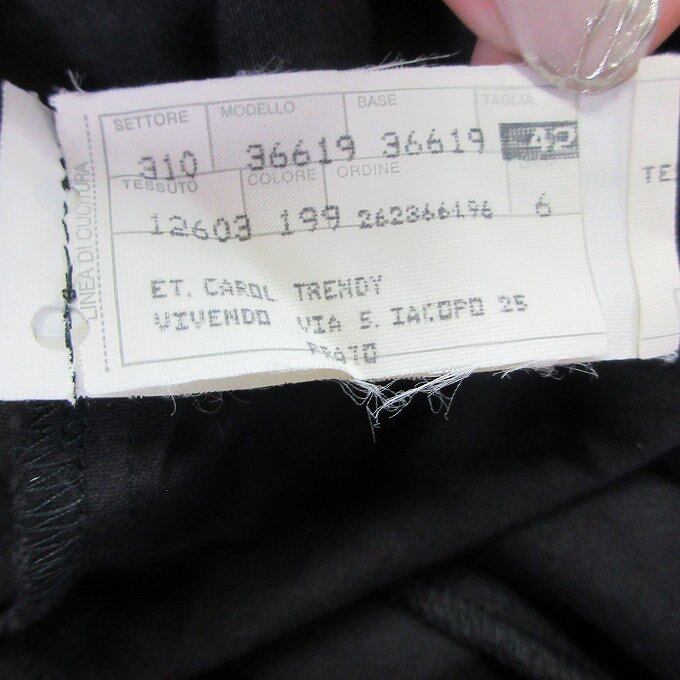 SETTORE MODELLO BASE TAGLIA
310 36619 36619 42
TESSUTO COLORE ORDINE
12603 199 262366196 6
ET. CAROL TRENDY
VIVENDO VIA S. IACOPO 25
PRATO
LINEA DI CUCITURA